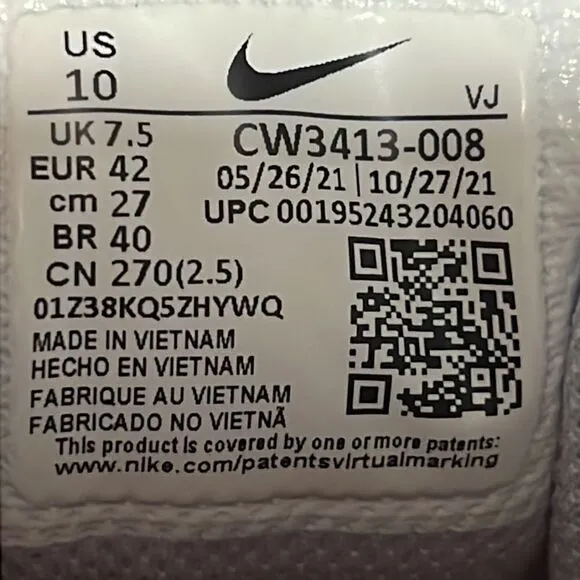 US
10
VJ
UK 7.5
EUR 42
cm 27
BR 40
CN 270(2.5)
CW3413-008
05/26/21 | 10/27/21
UPC 00195243204060
01Z38KQ5ZHYWQ
MADE IN VIETNAM
HECHO EN VIETNAM
FABRIQUE AU VIETNAM
FABRICADO NO VIETNÃ
This product is covered by one or more patents:
www.nike.com/patentsvirtualmarking